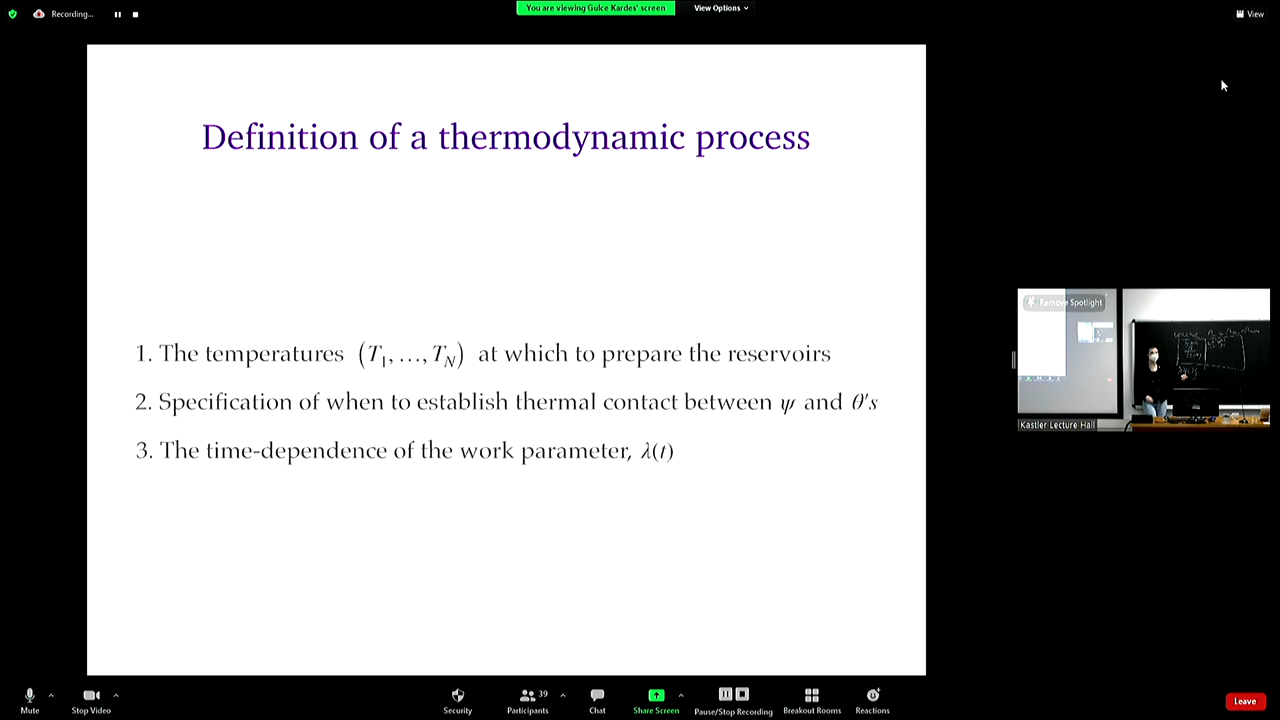 Recording...
You are viewing Gulce Kardes' screen
View Options
View
Definition of a thermodynamic process
1. The temperatures (T₁, …, T_N) at which to prepare the reservoirs
2. Specification of when to establish thermal contact between ψ and θ's
3. The time-dependence of the work parameter, λ(t)
Remove Spotlight
Kastler Lecture Hall
Mute
Stop Video
Security
Participants
39
Chat
Share Screen
Pause/Stop Recording
Breakout Rooms
Reactions
Leave